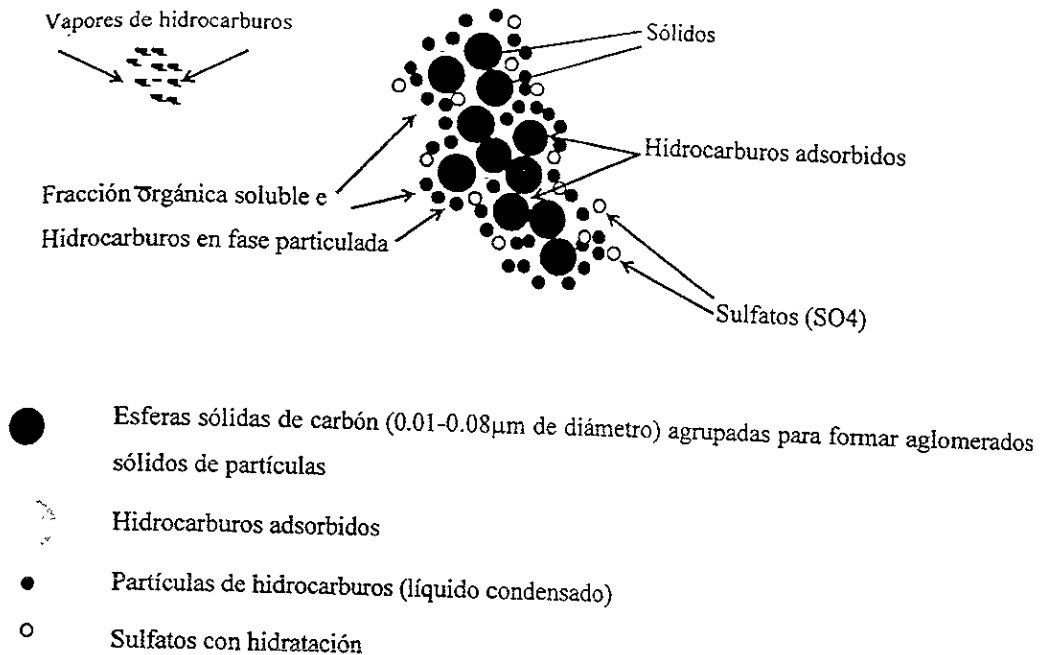 Vapores de hidrocarburos
Sólidos
Hidrocarburos adsorbidos
Fracción orgánica soluble e
Hidrocarburos en fase particulada
Sulfatos (SO4)
Esferas sólidas de carbón (0.01-0.08μm de diámetro) agrupadas para formar aglomerados
sólidos de partículas
Hidrocarburos adsorbidos
Partículas de hidrocarburos (líquido condensado)
Sulfatos con hidratación